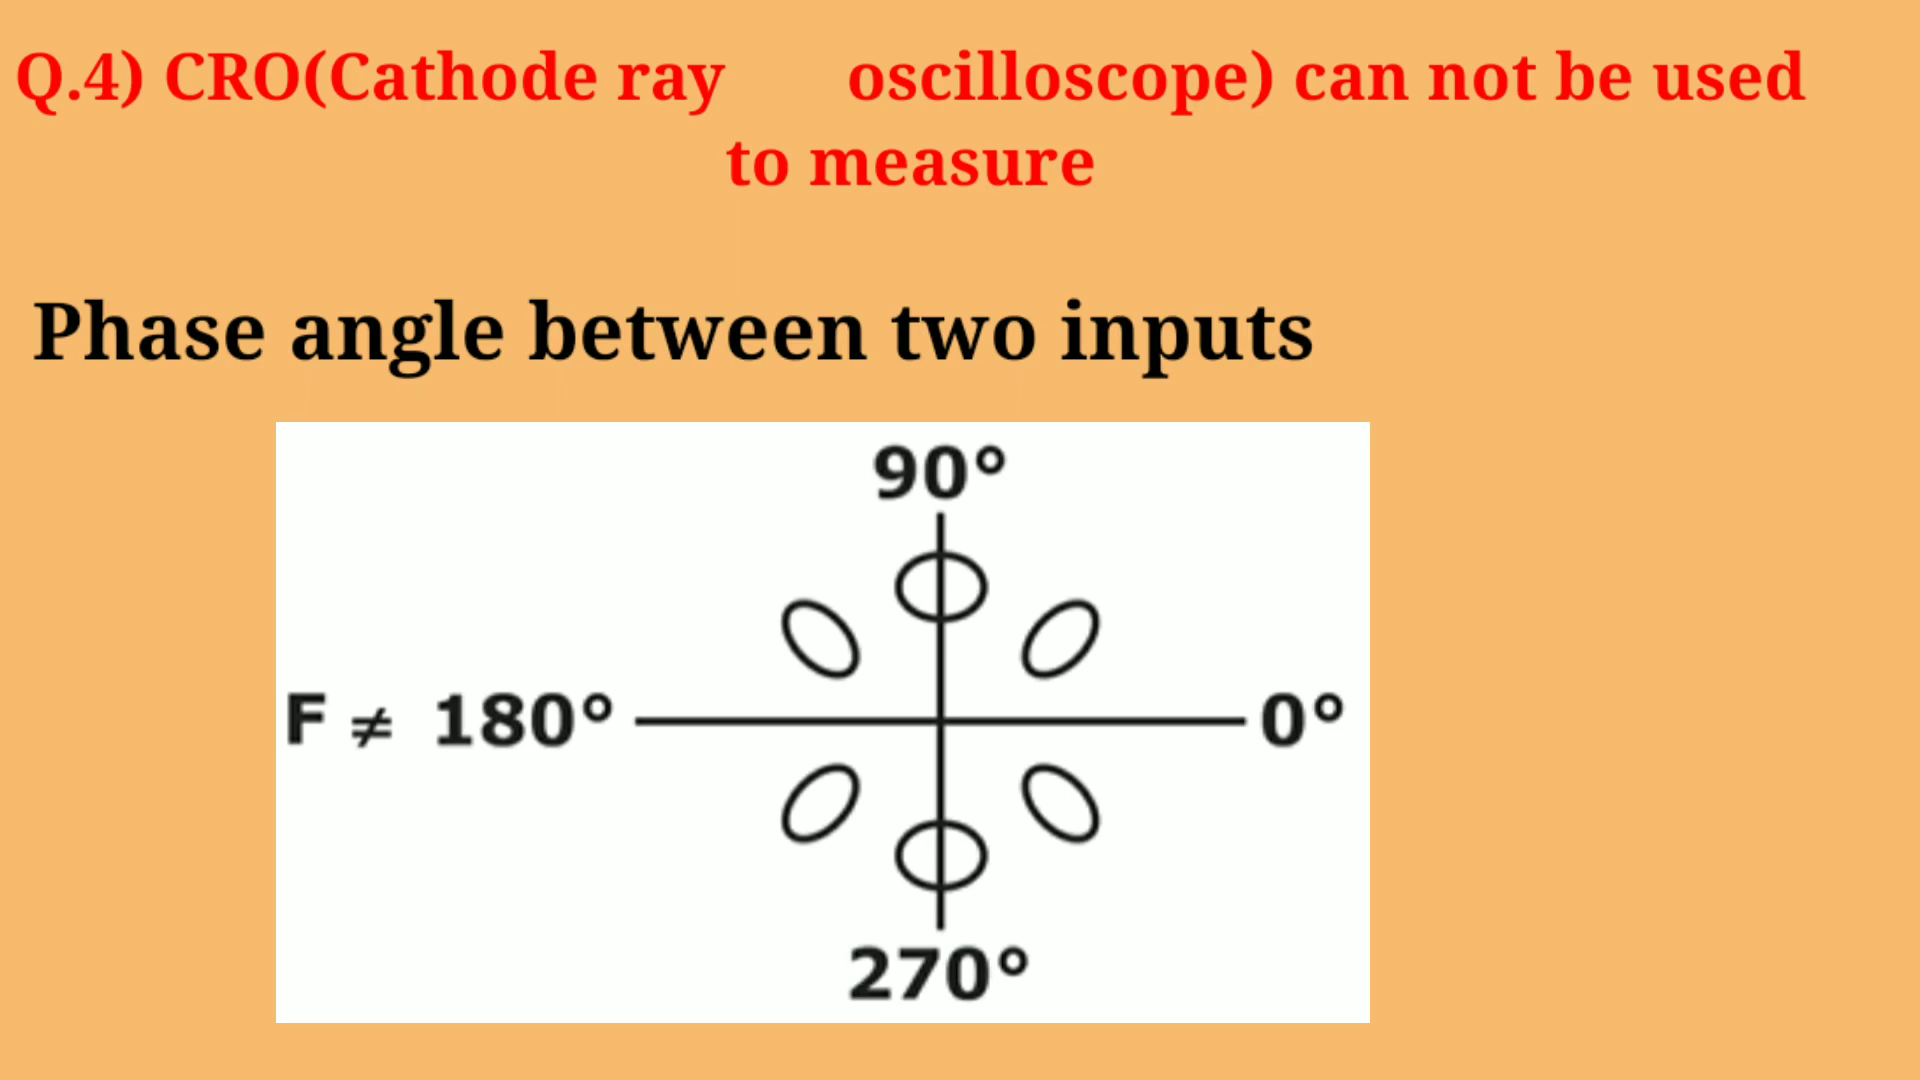 Q.4) CRO(Cathode ray oscilloscope) can not be used
to measure
Phase angle between two inputs
90°
F ≠ 180° 0°
270°